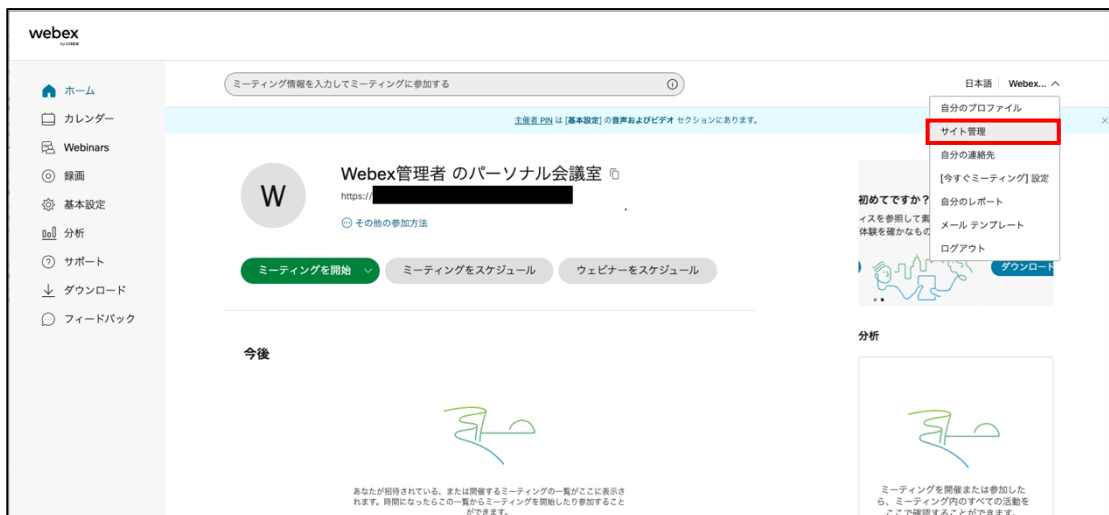 webex
by CISCO
ホーム
カレンダー
Webinars
録画
基本設定
分析
サポート
ダウンロード
フィードバック
ミーティング情報を入力してミーティングに参加する
日本語 Webex...
自分のプロファイル
サイト管理
自分の連絡先
[今すぐミーティング] 設定
自分のレポート
メール テンプレート
ログアウト
主催者 PIN は [基本設定] の音声およびビデオ セクションにあります。
W
Webex管理者 のパーソナル会議室
https://
その他の参加方法
ミーティングを開始
ミーティングをスケジュール
ウェビナーをスケジュール
初めてですか?
ィスを参照して
体験を確かなもの
ダウンロード
今後
あなたが招待されている、または開催するミーティングの一覧がここに表示さ
れます。時間になったらこの一覧からミーティングを開始したり参加すること
ができます。
分析
ミーティングを開催または参加した
ら、ミーティング内のすべての活動を
ここで確認することができます。